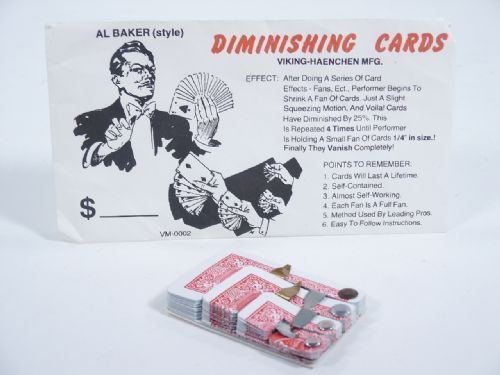 AL BAKER (style)
DIMINISHING CARDS
VIKING-HAENCHEN MFG.
EFFECT: After Doing A Series Of Card
Effects - Fans, Ect., Performer Begins To
Shrink A Fan Of Cards. Just A Slight
Squeezing Motion, And Voila! Cards
Have Diminished By 25%. This
Is Repeated 4 Times Until Performer
Is Holding A Small Fan Of Cards 1/4" in size.!
Finally They Vanish Completely!
POINTS TO REMEMBER:
1. Cards Will Last A Lifetime.
2. Self-Contained.
3. Almost Self-Working.
4. Each Fan Is A Full Fan.
5. Method Used By Leading Pros.
6. Easy To Follow Instructions.
$
VM-0002